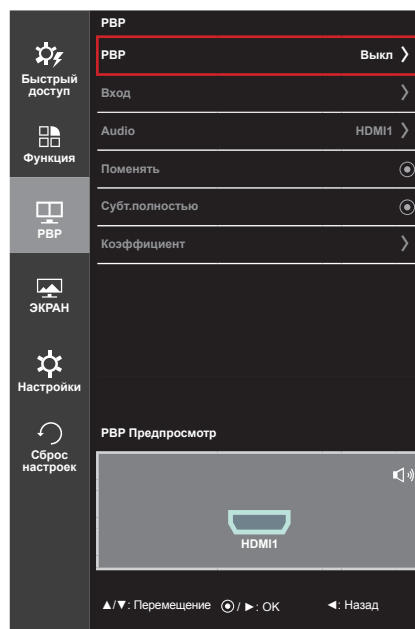 PBP
PBP Выкл
Вход
Audio HDMI1
Поменять
Субт.полностью
Коэффициент
Быстрый
доступ
Функция
PBP
ЭКРАН
Настройки
Сброс
настроек
PBP Предпросмотр
HDMI1
▲/▼: Перемещение ⦿ / ►: OK ◄: Назад